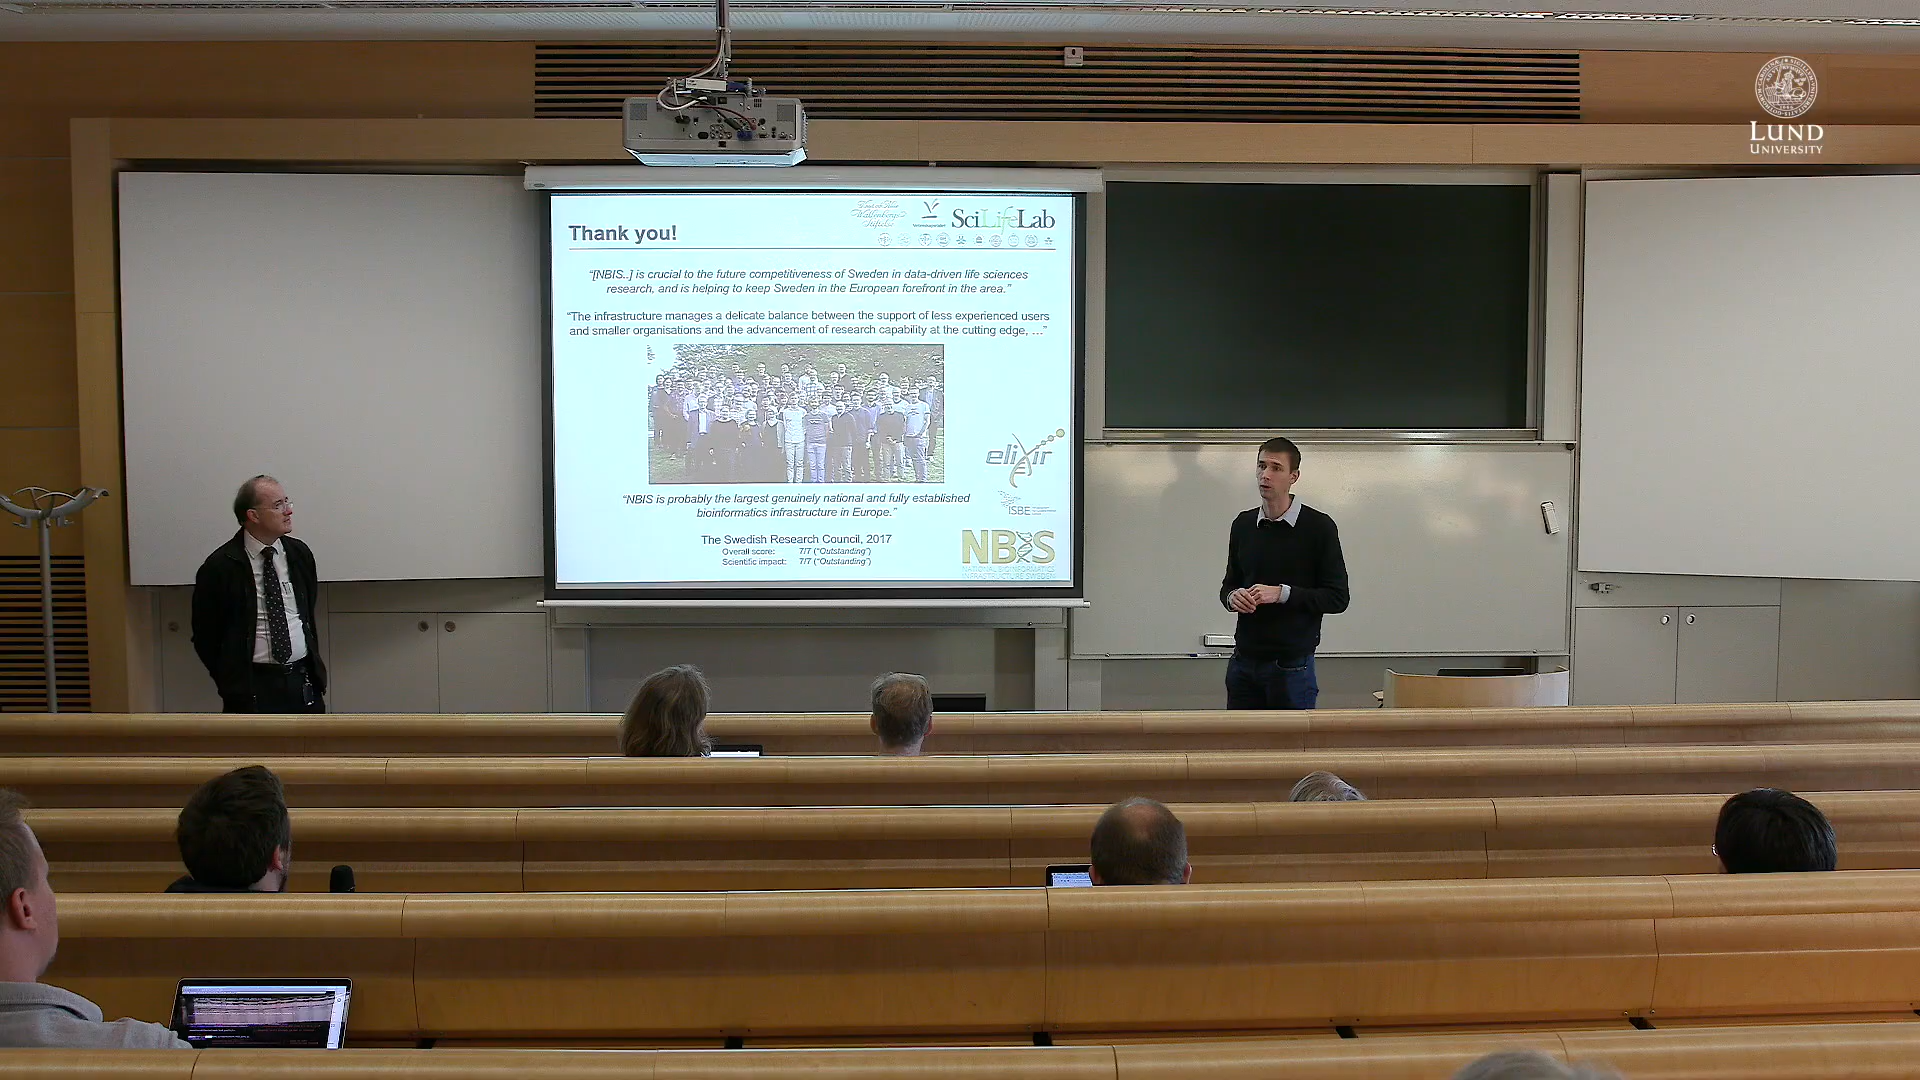 LUND
UNIVERSITY
Thank you!
SciLifeLab
"[NBIS..] is crucial to the future competitiveness of Sweden in data-driven life sciences
research, and is helping to keep Sweden in the European forefront in the area."
"The infrastructure manages a delicate balance between the support of less experienced users
and smaller organisations and the advancement of research capability at the cutting edge, ..."
elixir
"NBIS is probably the largest genuinely national and fully established
bioinformatics infrastructure in Europe."
ISBE
The Swedish Research Council, 2017
Overall score: 7/7 ("Outstanding")
Scientific impact: 7/7 ("Outstanding")
NBIS
NATIONAL BIOINFORMATICS
INFRASTRUCTURE SWEDEN